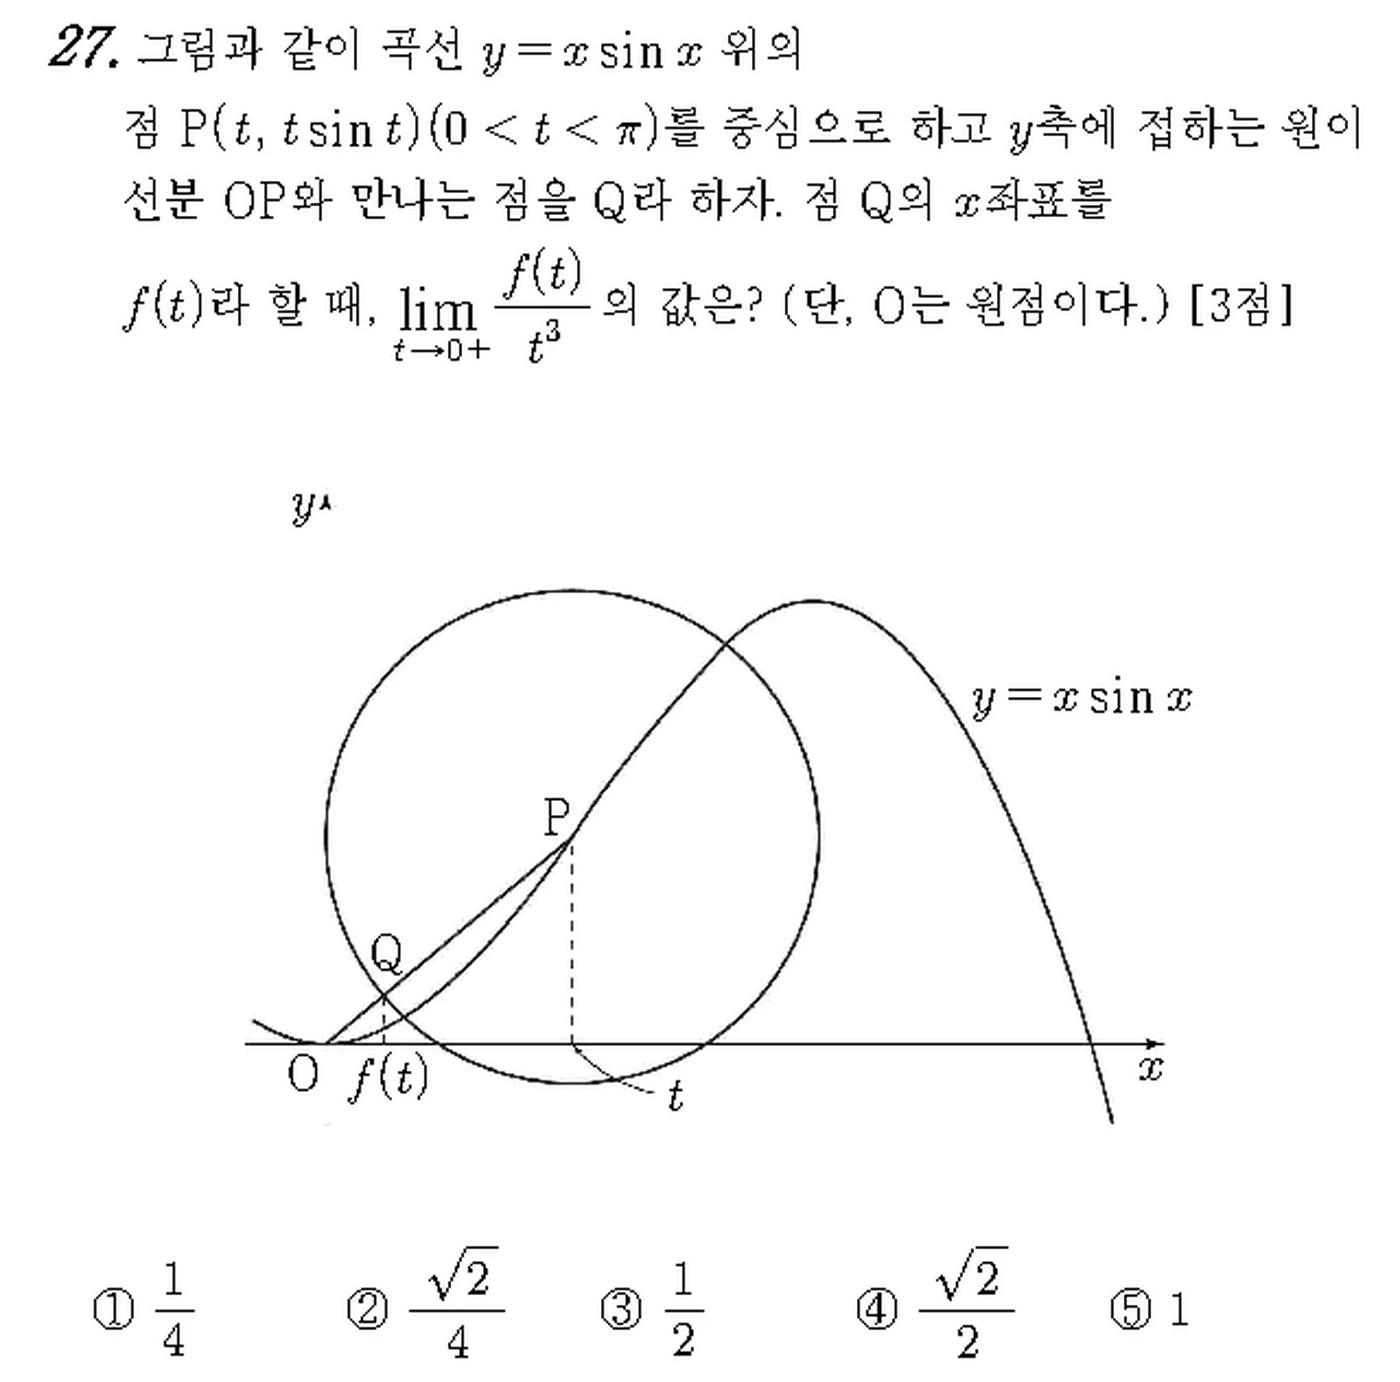 27. 그림과 같이 곡선 y=x sin x 위의
점 P(t, t sin t)(0 < t < π)를 중심으로 하고 y축에 접하는 원이
선분 OP와 만나는 점을 Q라 하자. 점 Q의 x좌표를
f(t)라 할 때, lim t→0+ f(t)/t³ 의 값은? (단, O는 원점이다.) [3점]
y
y=x sin x
P
Q
O f(t) t x
① 1/4 ② √2/4 ③ 1/2 ④ √2/2 ⑤ 1